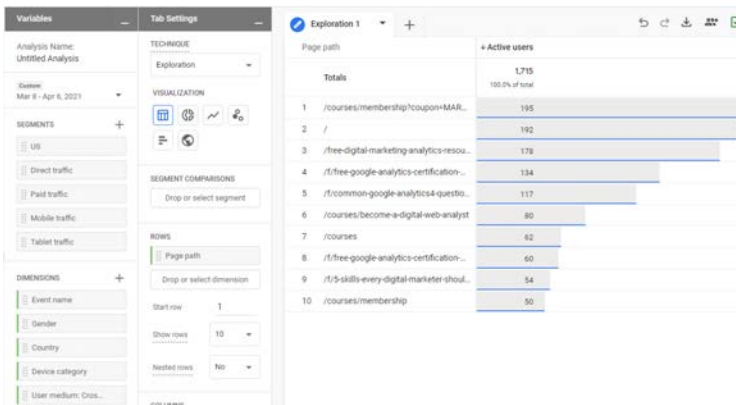 Variables
Analysis Name:
Untitled Analysis
Custom
Mar 8 - Apr 6, 2021
SEGMENTS
US
Direct traffic
Paid traffic
Mobile traffic
Tablet traffic
DIMENSIONS
Event name
Gender
Country
Device category
User medium: Cros...
Tab Settings
TECHNIQUE
Exploration
VISUALIZATION
SEGMENT COMPARISONS
Drop or select segment
ROWS
Page path
Drop or select dimension
Start row 1
Show rows 10
Nested rows No
COLUMNS
Exploration 1
Page path ↓ Active users
Totals 1,715
100.0% of total
1 /courses/membership?coupon=MAR... 195
2 / 192
3 /free-digital-marketing-analytics-resou... 178
4 /f/free-google-analytics-certification-... 134
5 /f/common-google-analytics4-questio... 117
6 /courses/become-a-digital-web-analyst 80
7 /courses 62
8 /f/free-google-analytics-certification-... 60
9 /f/5-skills-every-digital-marketer-shoul... 54
10 /courses/membership 50